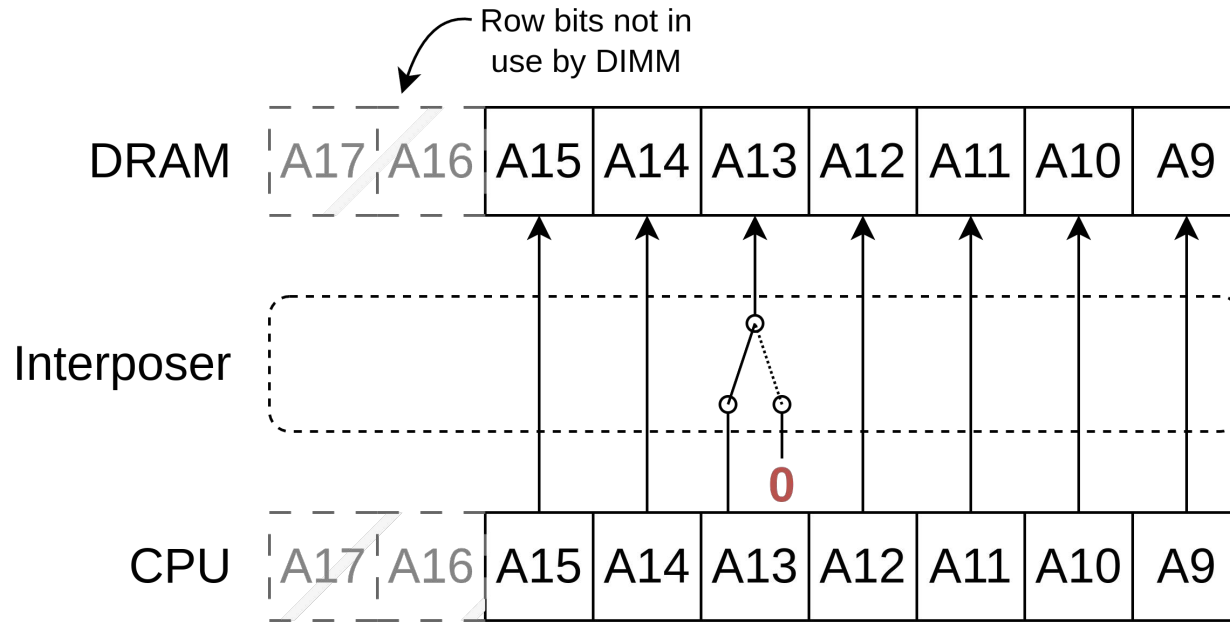 Row bits not in
use by DIMM
DRAM A17 A16 A15 A14 A13 A12 A11 A10 A9
Interposer
0
CPU A17 A16 A15 A14 A13 A12 A11 A10 A9